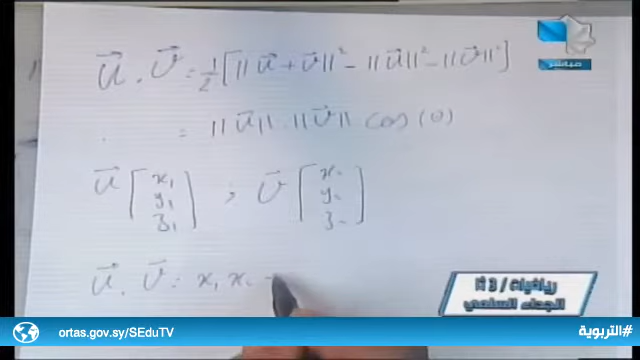 u⃗ . v⃗ = 1/2 [||u⃗ + v⃗||² - ||u⃗||² - ||v⃗||²]
مباشر
= ||u⃗|| . ||v⃗|| cos (θ)
u⃗ [x₁ y₁ z₁] ; v⃗ [x₂ y₂ z₂]
u⃗ . v⃗ = x₁ x₂ +
رياضيات / 3 ثا
الجداء السلمي
ortas.gov.sy/SEduTV
#التربوية